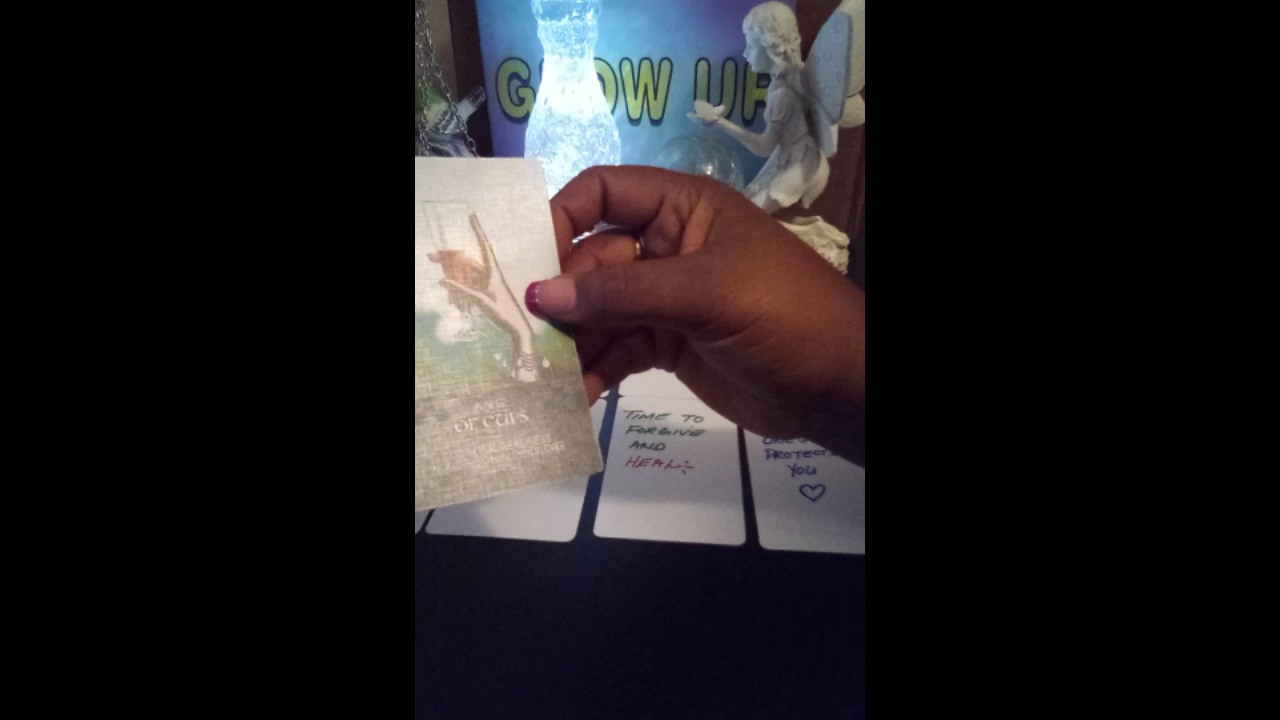 GROW UP
ACE
OF CUPS
TIME TO
FORGIVE
AND
HEAL
PROTECTS
YOU